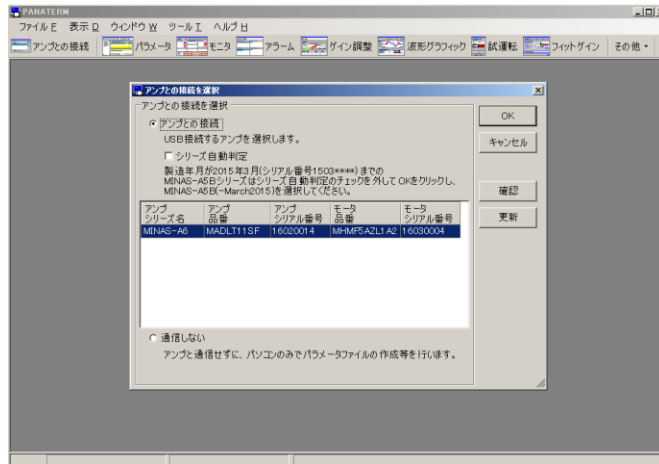 PANATERM
ファイル F 表示 D ウインドウ W ツール T ヘルプ H
アンプとの接続 パラメータ モニタ アラーム ゲイン調整 波形グラフィック 試運転 フィットゲイン その他
アンプとの接続を選択
アンプとの接続を選択
アンプとの接続
USB接続するアンプを選択します。
シリーズ自動判定
製造年月が2015年3月(シリアル番号1503****)までの
MINAS-A5Bシリーズはシリーズ自動判定のチェックを外してOKをクリックし、
MINAS-A5B(-March2015)を選択してください。
アンプ シリーズ名 アンプ 品番 アンプ シリアル番号 モータ 品番 モータ シリアル番号
MINAS-A6 MADLT11SF 16020014 MHMF5AZL1A2 16030004
通信しない
アンプと通信せずに、パソコンのみでパラメータファイルの作成等を行います。
OK
キャンセル
確認
更新